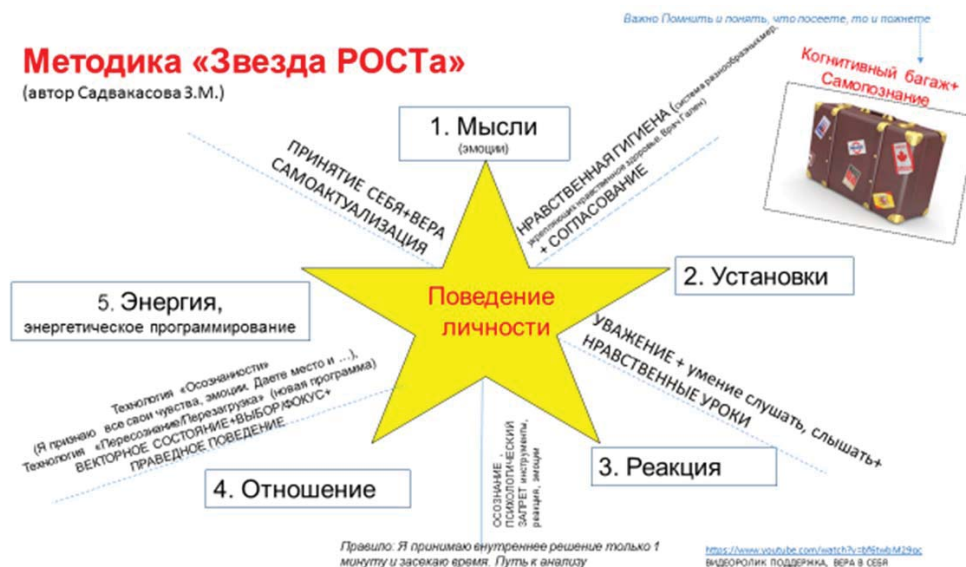 Важно Помнить и понять, что посеете, то и пожнете
Методика «Звезда РОСТа»
(автор Садвакасова З.М.)
Когнитивный багаж+
Самопознание
1. Мысли
(эмоции)
ПРИНЯТИЕ СЕБЯ+ВЕРА
САМОАКТУАЛИЗАЦИЯ
НРАВСТВЕННАЯ ГИГИЕНА (система разнообразных мер,
укрепляющих нравственное здоровье. Врач Гален)
+ СОГЛАСОВАНИЕ
2. Установки
5. Энергия,
энергетическое программирование
Поведение
личности
УВАЖЕНИЕ + умение слушать, слышать+
НРАВСТВЕННЫЕ УРОКИ
Технология «Осознанности»
(Я признаю все свои чувства, эмоции. Даете место и ...),
Технология «Пересознание/Перезагрузка» (новая программа)
ВЕКТОРНОЕ СОСТОЯНИЕ+ВЫБОР/ФОКУС+
ПРАВЕДНОЕ ПОВЕДЕНИЕ
ОСОЗНАНИЕ ,
ПСИХОЛОГИЧЕСКИЙ
ЗАПРЕТ инструменты,
реакция, эмоции
3. Реакция
4. Отношение
Правило: Я принимаю внутреннее решение только 1
минуту и засекаю время. Путь к анализу
ВИДЕОРОЛИК ПОДДЕРЖКА, ВЕРА В СЕБЯ